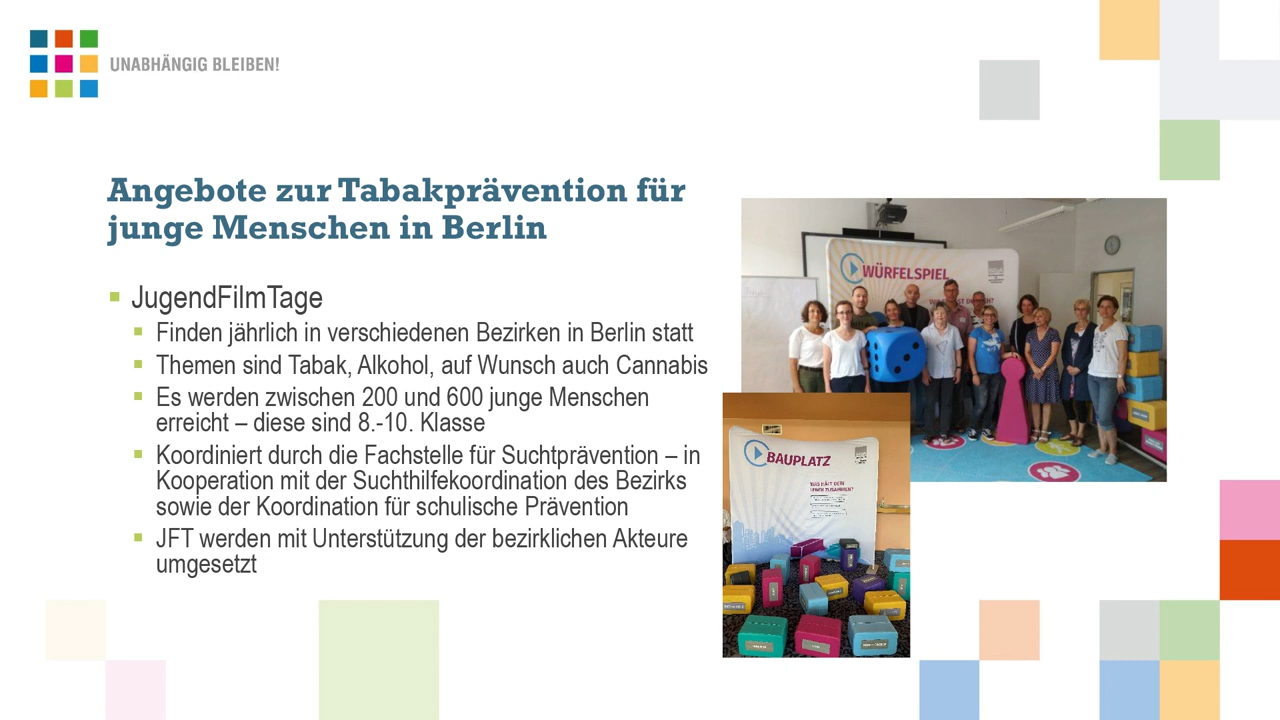 UNABHÄNGIG BLEIBEN!
Angebote zur Tabakprävention für
junge Menschen in Berlin
JugendFilmTage
Finden jährlich in verschiedenen Bezirken in Berlin statt
Themen sind Tabak, Alkohol, auf Wunsch auch Cannabis
Es werden zwischen 200 und 600 junge Menschen
erreicht – diese sind 8.-10. Klasse
Koordiniert durch die Fachstelle für Suchtprävention – in
Kooperation mit der Suchthilfekoordination des Bezirks
sowie der Koordination für schulische Prävention
JFT werden mit Unterstützung der bezirklichen Akteure
umgesetzt
WÜRFELSPIEL
BAUPLATZ